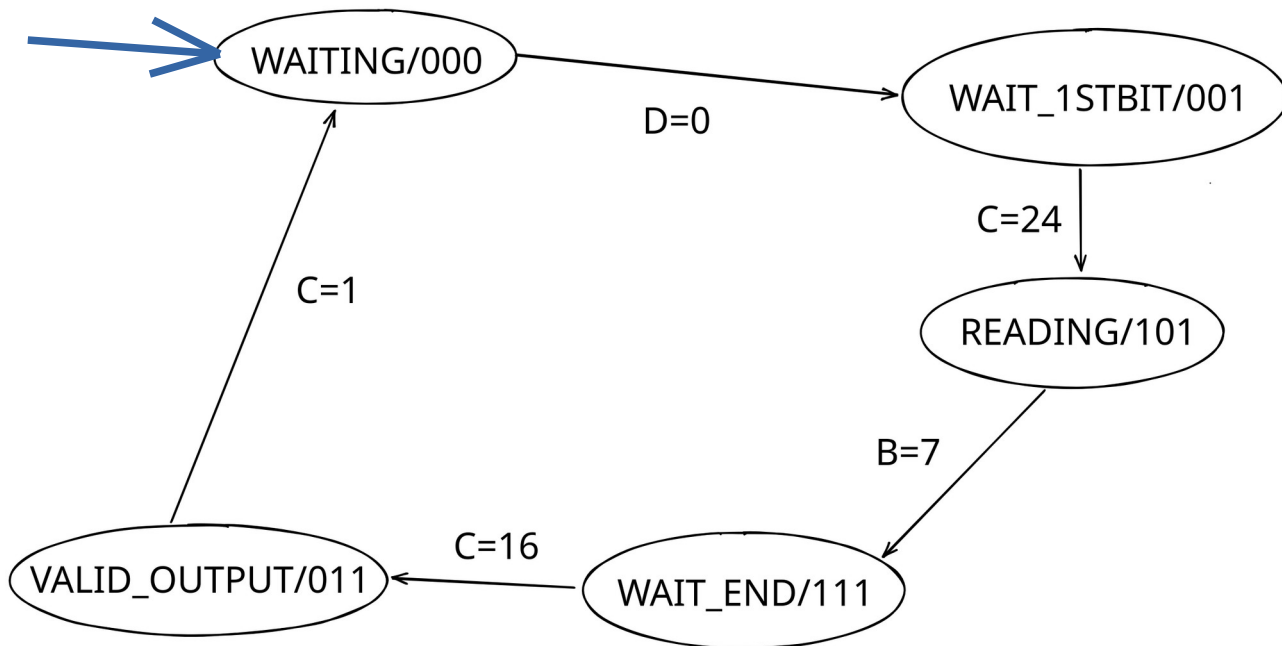 WAITING/000
D=0
WAIT_1STBIT/001
C=24
READING/101
B=7
WAIT_END/111
C=16
VALID_OUTPUT/011
C=1